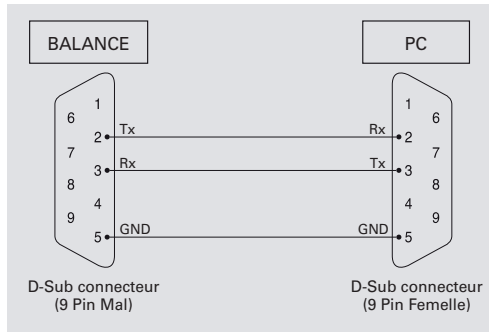 BALANCE PC
1 1
6 6
2 Tx Rx 2
7 7
3 Rx Tx 3
8 8
4 4
9 9
5 GND GND 5
D-Sub connecteur D-Sub connecteur
(9 Pin Mal) (9 Pin Femelle)